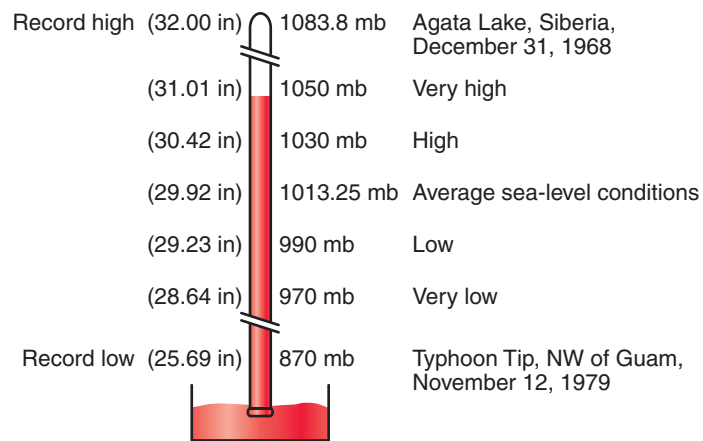 Record high (32.00 in) 1083.8 mb Agata Lake, Siberia,
December 31, 1968
(31.01 in) 1050 mb Very high
(30.42 in) 1030 mb High
(29.92 in) 1013.25 mb Average sea-level conditions
(29.23 in) 990 mb Low
(28.64 in) 970 mb Very low
Record low (25.69 in) 870 mb Typhoon Tip, NW of Guam,
November 12, 1979